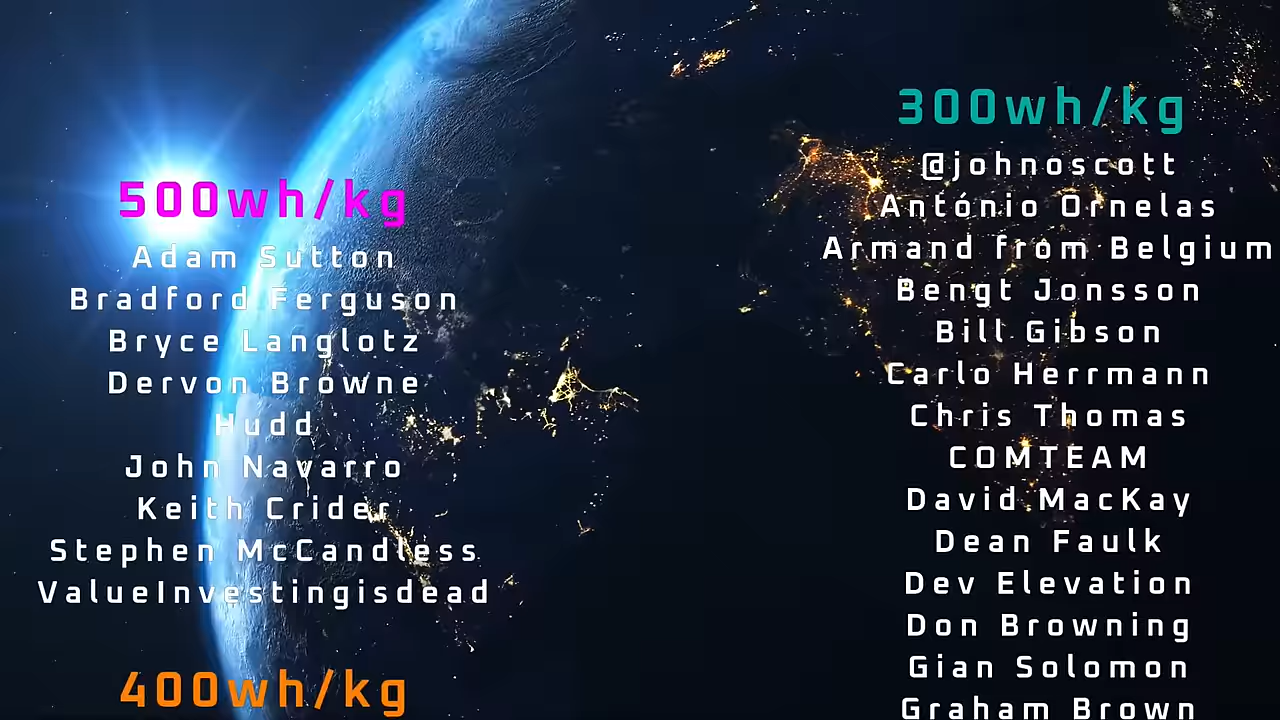 500wh/kg
Adam Sutton
Bradford Ferguson
Bryce Langlotz
Dervon Browne
Hudd
John Navarro
Keith Crider
Stephen McCandless
ValueInvestingisdead
400wh/kg
300wh/kg
@johnoscott
António Ornelas
Armand from Belgium
Bengt Jonsson
Bill Gibson
Carlo Herrmann
Chris Thomas
COMTEAM
David MacKay
Dean Faulk
Dev Elevation
Don Browning
Gian Solomon
Graham Brown